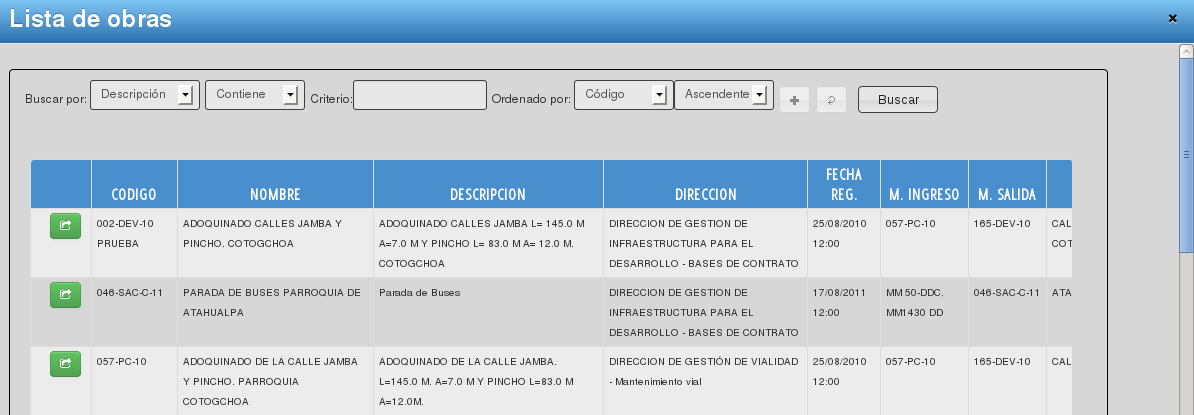 Lista de obras
Buscar por: Descripción Contiene Criterio: Ordenado por: Código Ascendente Buscar
CODIGO NOMBRE DESCRIPCION DIRECCION FECHA REG. M. INGRESO M. SALIDA
002-DEV-10 ADOQUINADO CALLES JAMBA Y ADOQUINADO CALLES JAMBA L= 145.0 M DIRECCION DE GESTION DE 25/08/2010 057-PC-10 165-DEV-10 CAL
PRUEBA PINCHO. COTOGCHOA A=7.0 M Y PINCHO L= 83.0 M A= 12.0 M. INFRAESTRUCTURA PARA EL 12:00 COT
COTOGCHOA DESARROLLO - BASES DE CONTRATO
046-SAC-C-11 PARADA DE BUSES PARROQUIA DE Parada de Buses DIRECCION DE GESTION DE 17/08/2011 MM50-DDC. 046-SAC-C-11 ATA
ATAHUALPA INFRAESTRUCTURA PARA EL 12:00 MM1430 DD
DESARROLLO - BASES DE CONTRATO
057-PC-10 ADOQUINADO DE LA CALLE JAMBA ADOQUINADO DE LA CALLE JAMBA. DIRECCION DE GESTIÓN DE VIALIDAD 25/08/2010 057-PC-10 165-DEV-10 CAL
Y PINCHO. PARROQUIA L=145.0 M. A=7.0 M Y PINCHO L=83.0 M - Mantenimiento vial 12:00
COTOGCHOA A=12.0M.